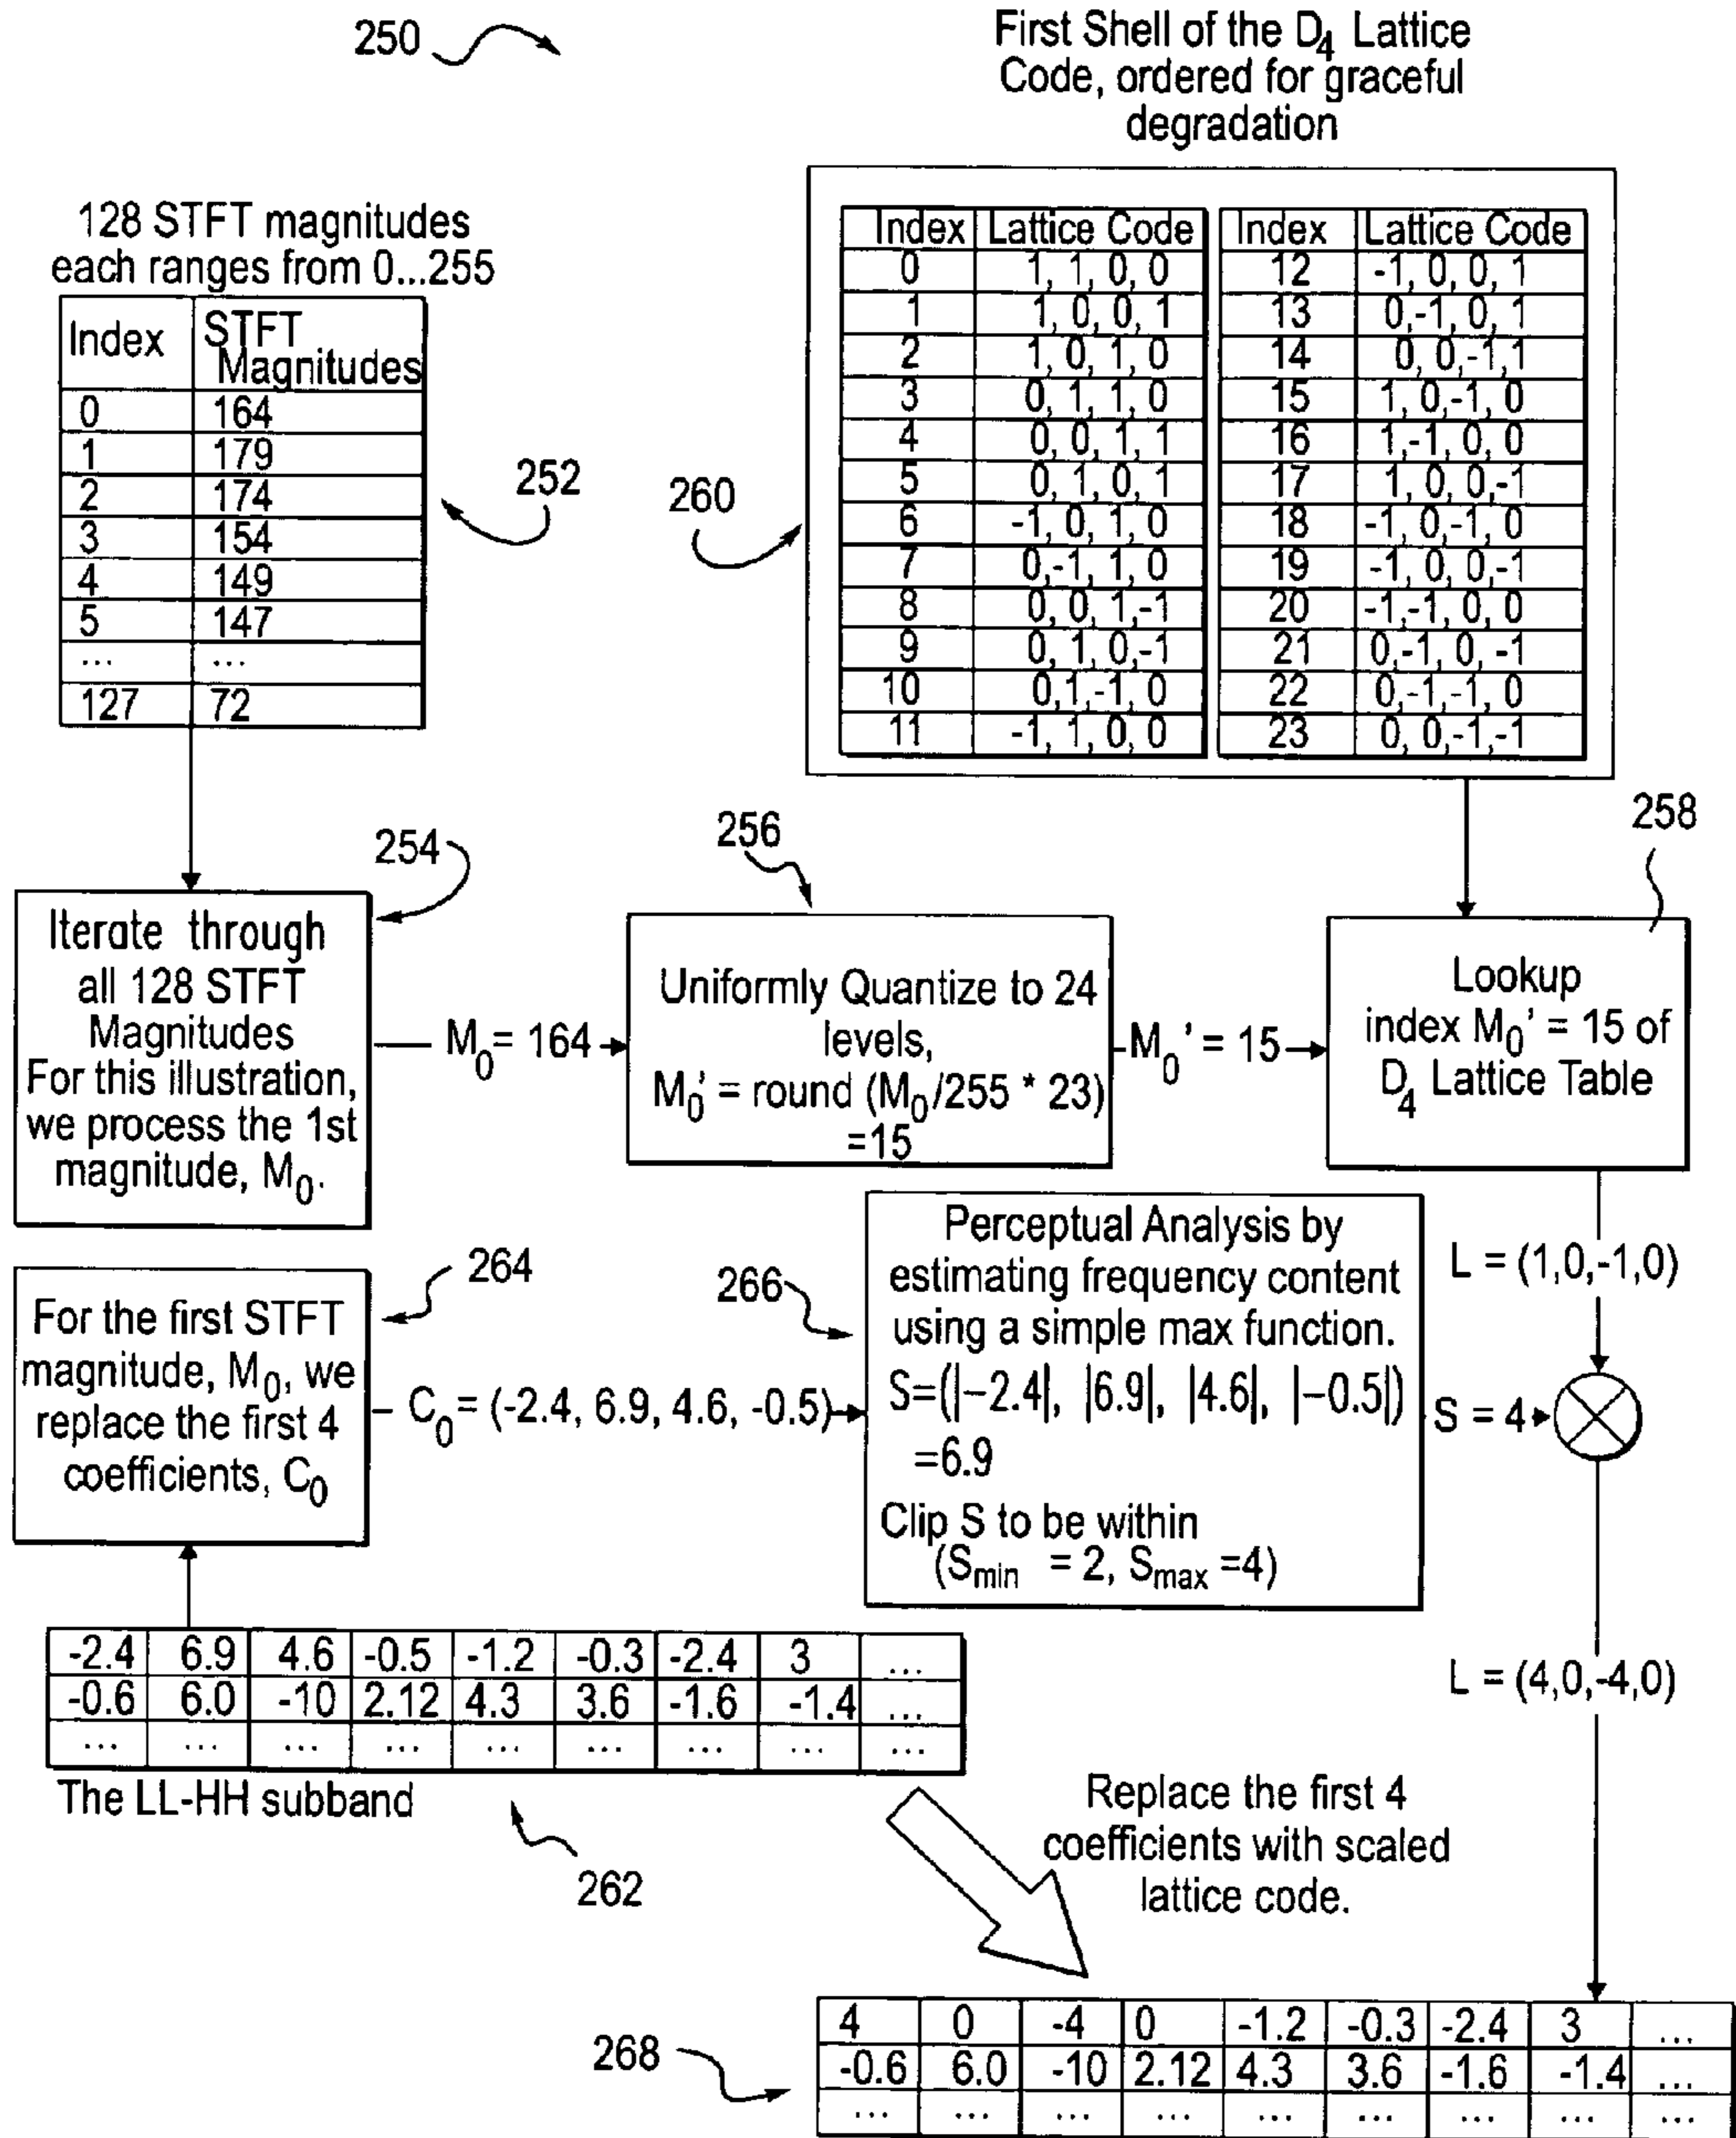 250
First Shell of the D4 Lattice
Code, ordered for graceful
degradation
128 STFT magnitudes
each ranges from 0...255
Index STFT Magnitudes
0 164
1 179
2 174
3 154
4 149
5 147
... ...
127 72
252
260
Index Lattice Code Index Lattice Code
0 1, 1, 0, 0 12 -1, 0, 0, 1
1 1, 0, 0, 1 13 0,-1, 0, 1
2 1, 0, 1, 0 14 0, 0,-1,1
3 0, 1, 1, 0 15 1, 0,-1, 0
4 0, 0, 1, 1 16 1,-1, 0, 0
5 0, 1, 0, 1 17 1, 0, 0,-1
6 -1, 0, 1, 0 18 -1, 0,-1, 0
7 0,-1, 1, 0 19 -1, 0, 0,-1
8 0, 0, 1,-1 20 -1,-1, 0, 0
9 0, 1, 0,-1 21 0,-1, 0, -1
10 0,1,-1, 0 22 0,-1,-1, 0
11 -1, 1, 0, 0 23 0, 0,-1,-1
254
256
258
Iterate through
all 128 STFT
Magnitudes
For this illustration,
we process the 1st
magnitude, M0.
M0= 164
Uniformly Quantize to 24
levels,
M0' = round (M0/255 * 23)
=15
M0' = 15
Lookup
index M0' = 15 of
D4 Lattice Table
264
For the first STFT
magnitude, M0, we
replace the first 4
coefficients, C0
C0= (-2.4, 6.9, 4.6, -0.5)
266
Perceptual Analysis by
estimating frequency content
using a simple max function.
S=(|-2.4|, |6.9|, |4.6|, |-0.5|)
=6.9
Clip S to be within
(Smin = 2, Smax =4)
L = (1,0,-1,0)
S = 4
L = (4,0,-4,0)
-2.4 6.9 4.6 -0.5 -1.2 -0.3 -2.4 3 ...
-0.6 6.0 -10 2.12 4.3 3.6 -1.6 -1.4 ...
... ... ... ... ... ... ... ... ...
The LL-HH subband
262
Replace the first 4
coefficients with scaled
lattice code.
268
4 0 -4 0 -1.2 -0.3 -2.4 3 ...
-0.6 6.0 -10 2.12 4.3 3.6 -1.6 -1.4 ...
... ... ... ... ... ... ... ... ...